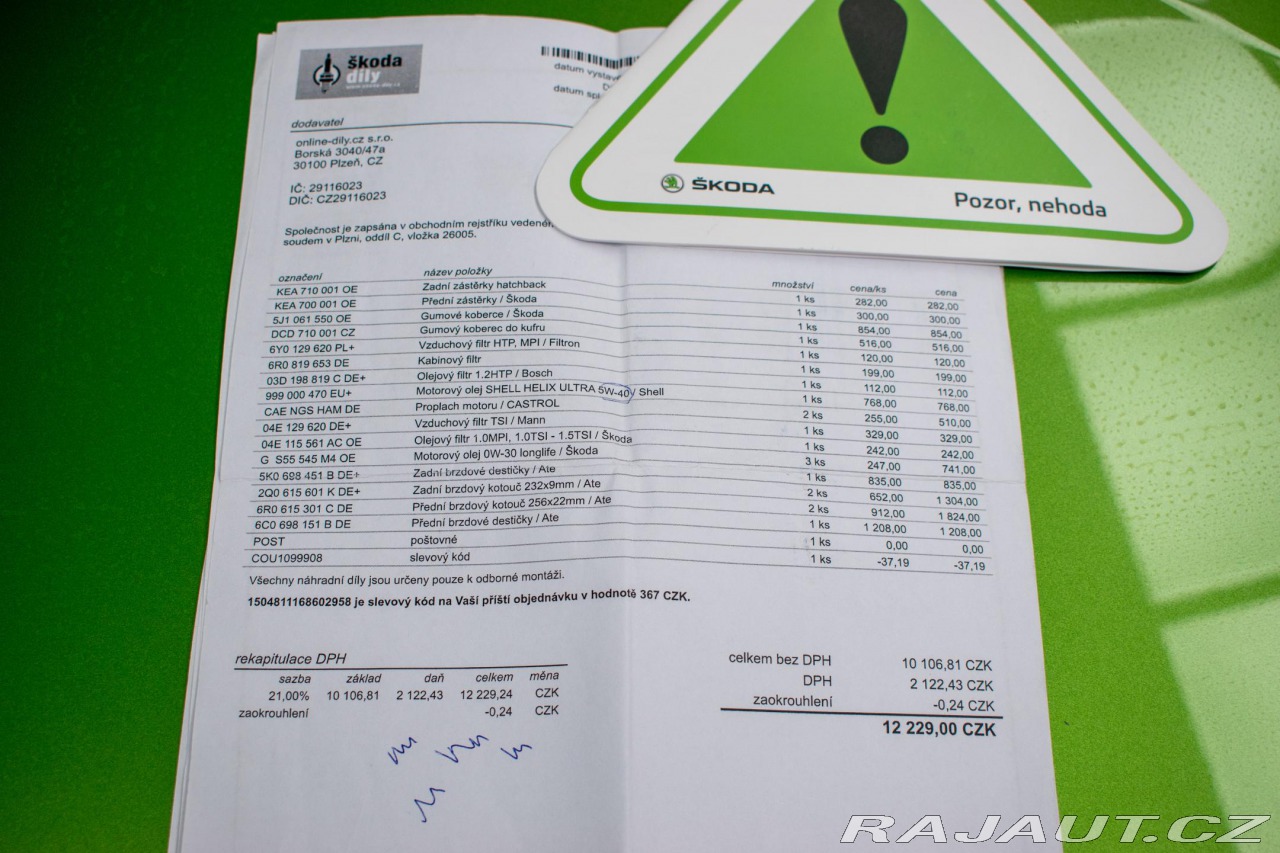 škoda
díly
datum vystave
datum spl
dodavatel
online-dily.cz s.r.o.
Borská 3040/47a
30100 Plzeň, CZ
IČ: 29116023
DIČ: CZ29116023
Společnost je zapsána v obchodním rejstříku vedeném
soudem v Plzni, oddíl C, vložka 26005.
ŠKODA
Pozor, nehoda
označení název položky množství cena/ks cena
KEA 710 001 OE Zadní zástěrky hatchback 1 ks 282,00 282,00
KEA 700 001 OE Přední zástěrky / Škoda 1 ks 300,00 300,00
5J1 061 550 OE Gumové koberce / Škoda 1 ks 854,00 854,00
DCD 710 001 CZ Gumový koberec do kufru 1 ks 516,00 516,00
6Y0 129 620 PL+ Vzduchový filtr HTP, MPI / Filtron 1 ks 120,00 120,00
6R0 819 653 DE Kabinový filtr 1 ks 199,00 199,00
03D 198 819 C DE+ Olejový filtr 1.2HTP / Bosch 1 ks 112,00 112,00
999 000 470 EU+ Motorový olej SHELL HELIX ULTRA 5W-40 / Shell 1 ks 768,00 768,00
CAE NGS HAM DE Proplach motoru / CASTROL 2 ks 255,00 510,00
04E 129 620 DE+ Vzduchový filtr TSI / Mann 1 ks 329,00 329,00
04E 115 561 AC OE Olejový filtr 1.0MPI, 1.0TSI - 1.5TSI / Škoda 1 ks 242,00 242,00
G S55 545 M4 OE Motorový olej 0W-30 longlife / Škoda 3 ks 247,00 741,00
5K0 698 451 B DE+ Zadní brzdové destičky / Ate 1 ks 835,00 835,00
2Q0 615 601 K DE+ Zadní brzdový kotouč 232x9mm / Ate 2 ks 652,00 1 304,00
6R0 615 301 C DE Přední brzdový kotouč 256x22mm / Ate 2 ks 912,00 1 824,00
6C0 698 151 B DE Přední brzdové destičky / Ate 1 ks 1 208,00 1 208,00
POST poštovné 1 ks 0,00 0,00
COU1099908 slevový kód 1 ks -37,19 -37,19
Všechny náhradní díly jsou určeny pouze k odborné montáži.
1504811168602958 je slevový kód na Vaší příští objednávku v hodnotě 367 CZK.
rekapitulace DPH
sazba základ daň celkem měna
21,00% 10 106,81 2 122,43 12 229,24 CZK
zaokrouhlení -0,24 CZK
celkem bez DPH 10 106,81 CZK
DPH 2 122,43 CZK
zaokrouhlení -0,24 CZK
12 229,00 CZK
RAJAUT.CZ